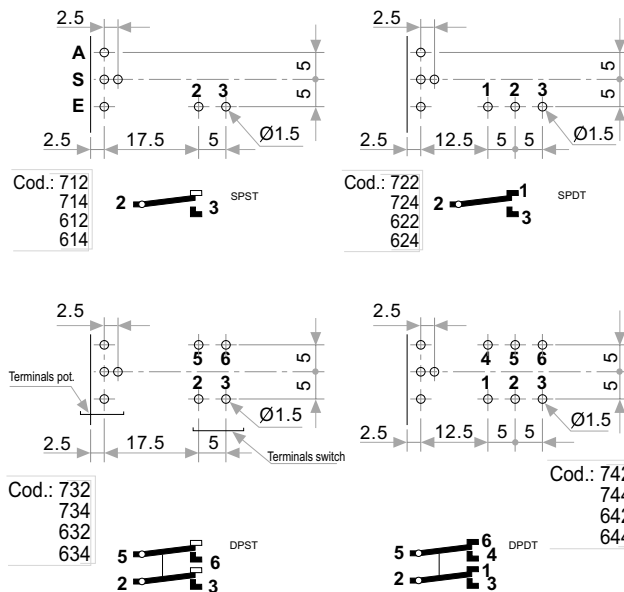 2.5
A
S
E
2 3
5
5
2.5 17.5 5 Ø1.5
Cod.: 712
714
612
614
2 3 SPST
2.5
1 2 3
5
5
2.5 12.5 5 5 Ø1.5
Cod.: 722
724
622
624
2 1 3 SPDT
2.5
5 6
2 3
5
5
Terminals pot.
Ø1.5
2.5 17.5 5
Terminals switch
Cod.: 732
734
632
634
DPST
5 6
2 3
2.5
4 5 6
1 2 3
5
5
Ø1.5
2.5 12.5 5 5
Cod.: 742
744
642
644
DPDT
6
5 4
1
2 3